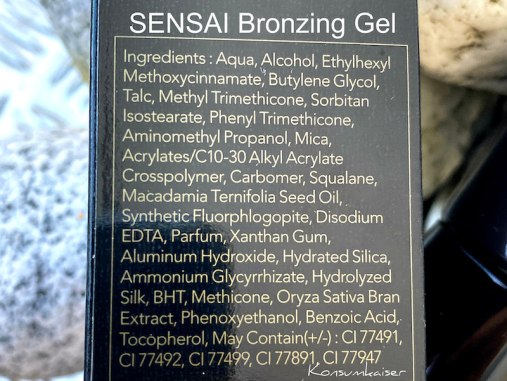 SENSAI Bronzing Gel
Ingredients : Aqua, Alcohol, Ethylhexyl
Methoxycinnamate, Butylene Glycol,
Talc, Methyl Trimethicone, Sorbitan
Isostearate, Phenyl Trimethicone,
Aminomethyl Propanol, Mica,
Acrylates/C10-30 Alkyl Acrylate
Crosspolymer, Carbomer, Squalane,
Macadamia Ternifolia Seed Oil,
Synthetic Fluorphlogopite, Disodium
EDTA, Parfum, Xanthan Gum,
Aluminum Hydroxide, Hydrated Silica,
Ammonium Glycyrrhizate, Hydrolyzed
Silk, BHT, Methicone, Oryza Sativa Bran
Extract, Phenoxyethanol, Benzoic Acid,
Tocopherol, May Contain(+/-) : CI 77491,
CI 77492, CI 77499, CI 77891, CI 77947
Konsumkaiser